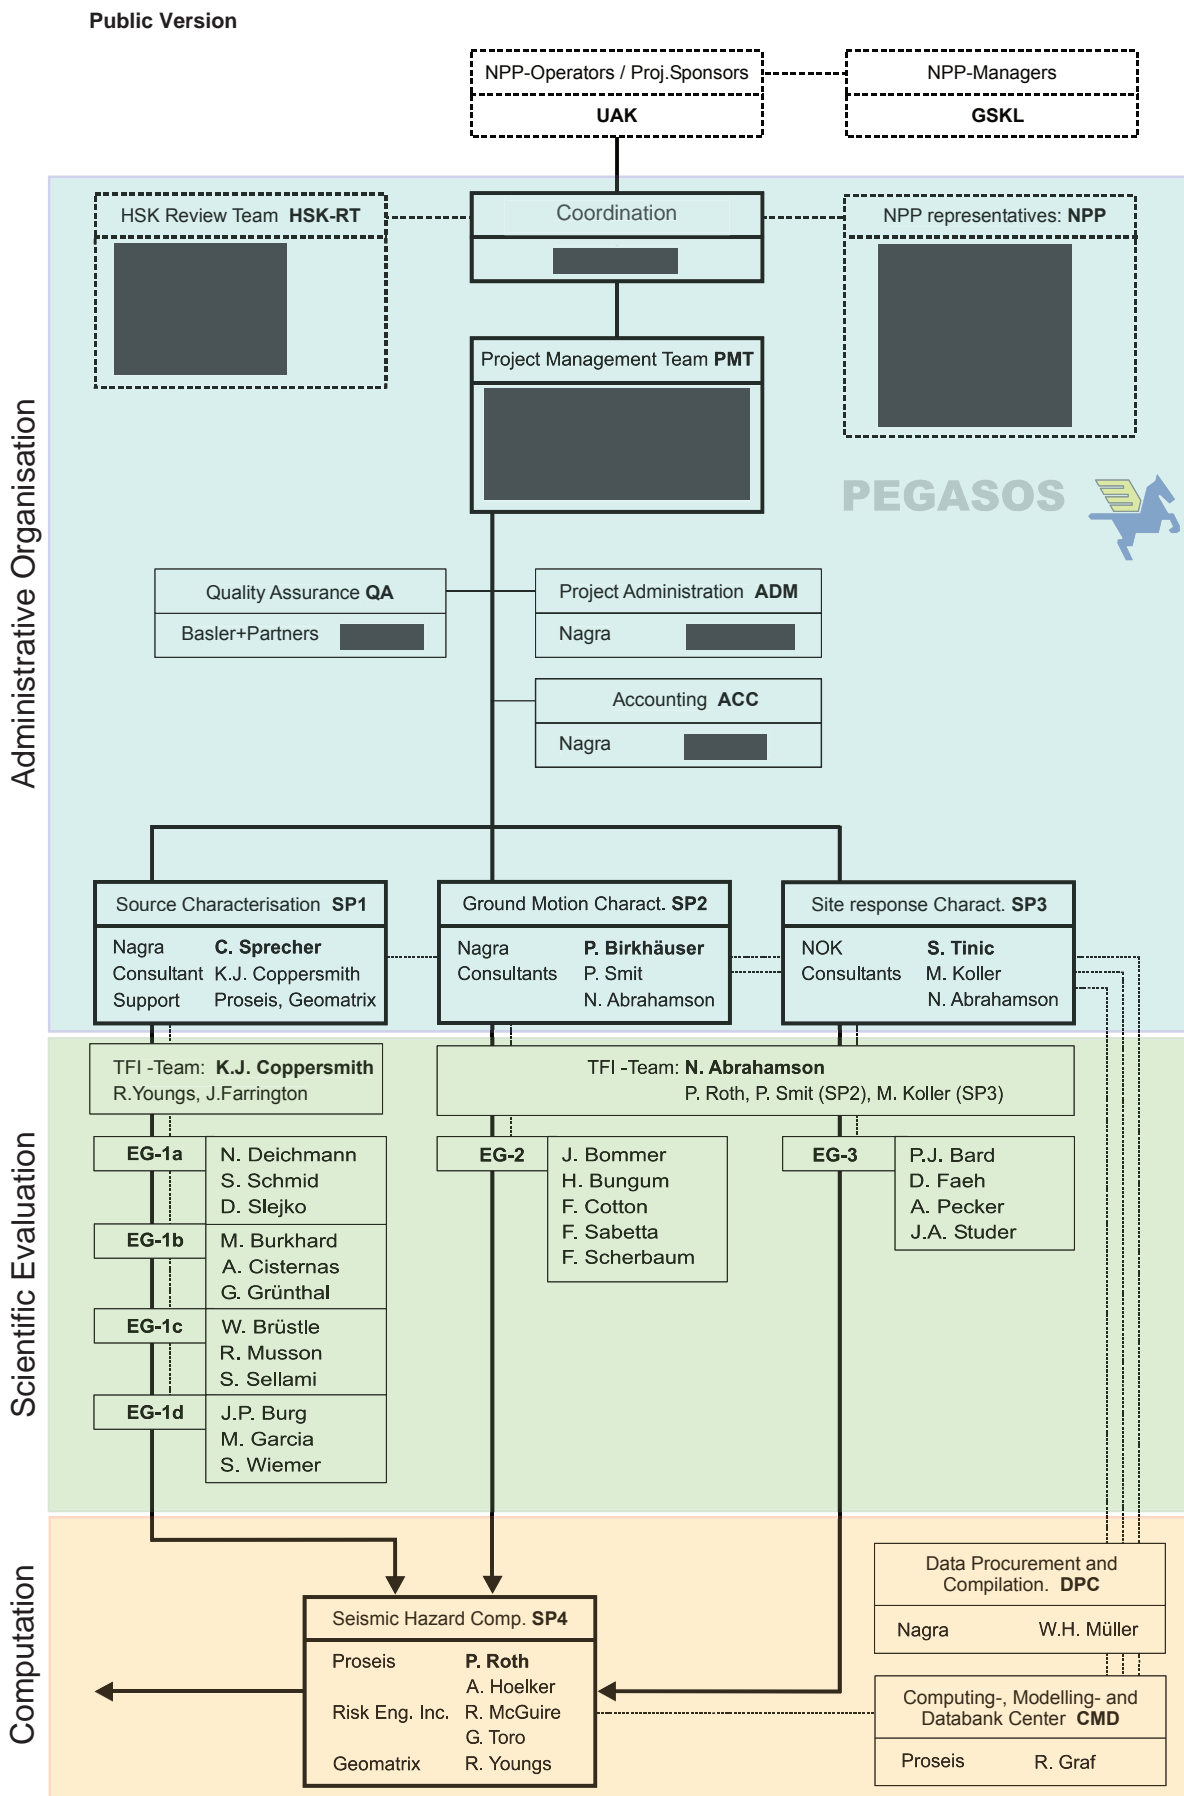 Public Version
NPP-Operators / Proj.Sponsors
UAK
NPP-Managers
GSKL
Administrative Organisation
HSK Review Team HSK-RT
Coordination
NPP representatives: NPP
Project Management Team PMT
PEGASOS
Quality Assurance QA
Basler+Partners
Project Administration ADM
Nagra
Accounting ACC
Nagra
Source Characterisation SP1
Nagra C. Sprecher
Consultant K.J. Coppersmith
Support Proseis, Geomatrix
Ground Motion Charact. SP2
Nagra P. Birkhäuser
Consultants P. Smit
N. Abrahamson
Site response Charact. SP3
NOK S. Tinic
Consultants M. Koller
N. Abrahamson
Scientific Evaluation
TFI -Team: K.J. Coppersmith
R.Youngs, J.Farrington
TFI -Team: N. Abrahamson
P. Roth, P. Smit (SP2), M. Koller (SP3)
EG-1a
N. Deichmann
S. Schmid
D. Slejko
EG-1b
M. Burkhard
A. Cisternas
G. Grünthal
EG-1c
W. Brüstle
R. Musson
S. Sellami
EG-1d
J.P. Burg
M. Garcia
S. Wiemer
EG-2
J. Bommer
H. Bungum
F. Cotton
F. Sabetta
F. Scherbaum
EG-3
P.J. Bard
D. Faeh
A. Pecker
J.A. Studer
Computation
Seismic Hazard Comp. SP4
Proseis P. Roth
A. Hoelker
Risk Eng. Inc. R. McGuire
G. Toro
Geomatrix R. Youngs
Data Procurement and
Compilation. DPC
Nagra W.H. Müller
Computing-, Modelling- and
Databank Center CMD
Proseis R. Graf